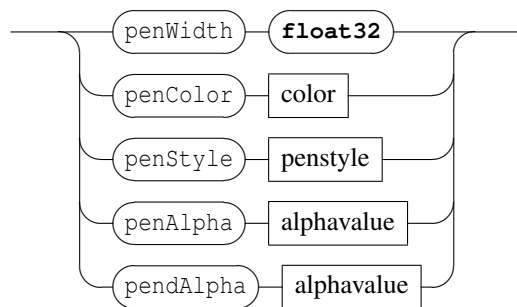 penWidth float32
penColor color
penStyle penstyle
penAlpha alphavalue
pendAlpha alphavalue